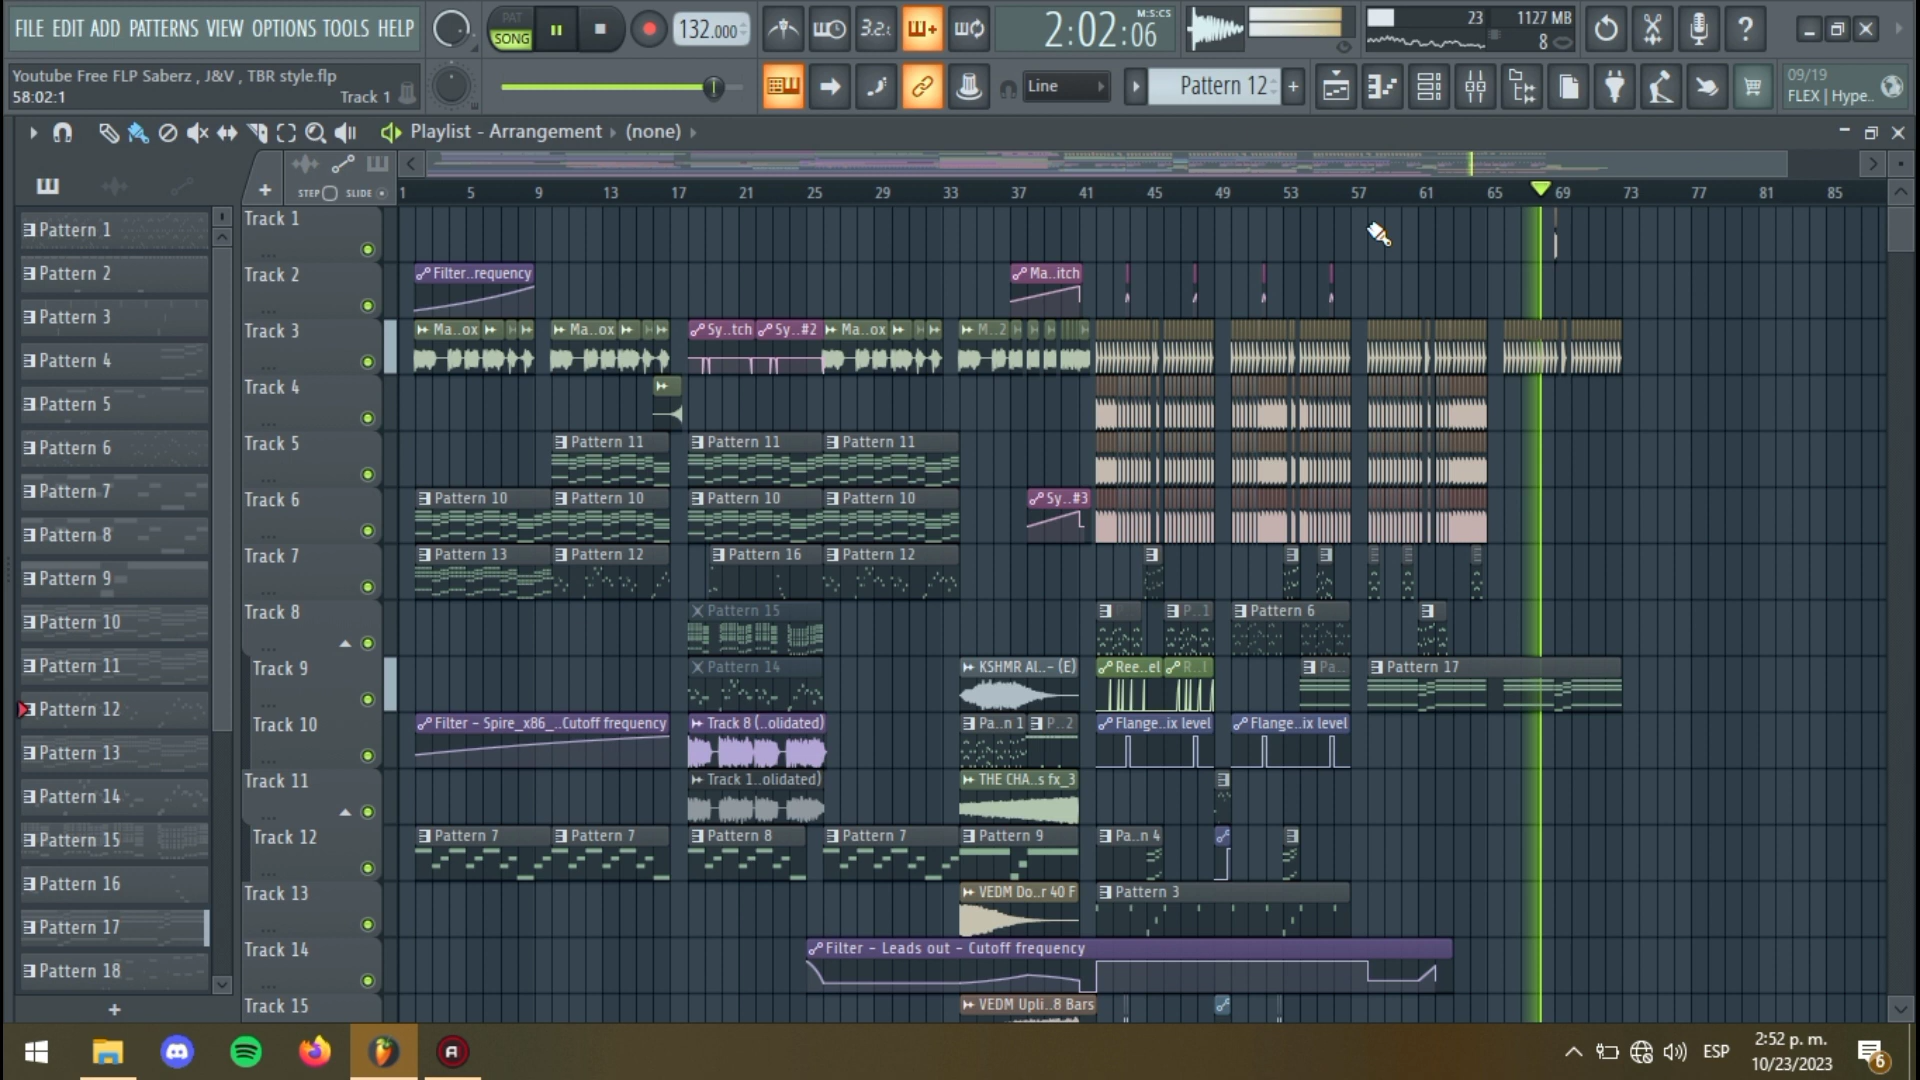 FILE EDIT ADD PATTERNS VIEW OPTIONS TOOLS HELP
PAT
SONG
132.000
3.2.
2:02:06
M:S:CS
23
1127 MB
8
Youtube Free FLP Saberz , J&V , TBR style.flp
58:02:1
Track 1
Line
Pattern 12
+
09/19
FLEX | Hype..
Playlist - Arrangement
(none)
STEP
SLIDE
1 5 9 13 17 21 25 29 33 37 41 45 49 53 57 61 65 69 73 77 81 85
Pattern 1
Pattern 2
Pattern 3
Pattern 4
Pattern 5
Pattern 6
Pattern 7
Pattern 8
Pattern 9
Pattern 10
Pattern 11
Pattern 12
Pattern 13
Pattern 14
Pattern 15
Pattern 16
Pattern 17
Pattern 18
+
Track 1
Track 2
Filter..requency
Ma..itch
Track 3
Ma..ox
Ma..ox
Sy..tch
Sy..#2
Ma..ox
M..2
Track 4
Track 5
Pattern 11
Pattern 11
Pattern 11
Track 6
Pattern 10
Pattern 10
Pattern 10
Pattern 10
Sy..#3
Track 7
Pattern 13
Pattern 12
Pattern 16
Pattern 12
Track 8
Pattern 15
P..1
Pattern 6
Track 9
Pattern 14
KSHMR Al..- (E)
Ree..el
R..l
Pa..
Pattern 17
Track 10
Filter - Spire_x86_..Cutoff frequency
Track 8 (..olidated)
Pa..n 1
P..2
Flange..ix level
Flange..ix level
Track 11
Track 1..olidated)
THE CHA..s fx_3
Track 12
Pattern 7
Pattern 7
Pattern 8
Pattern 7
Pattern 9
Pa..n 4
Track 13
VEDM Do..r 40 F
Pattern 3
Track 14
Filter - Leads out - Cutoff frequency
Track 15
VEDM Upli..8 Bars
ESP
2:52 p. m.
10/23/2023
6